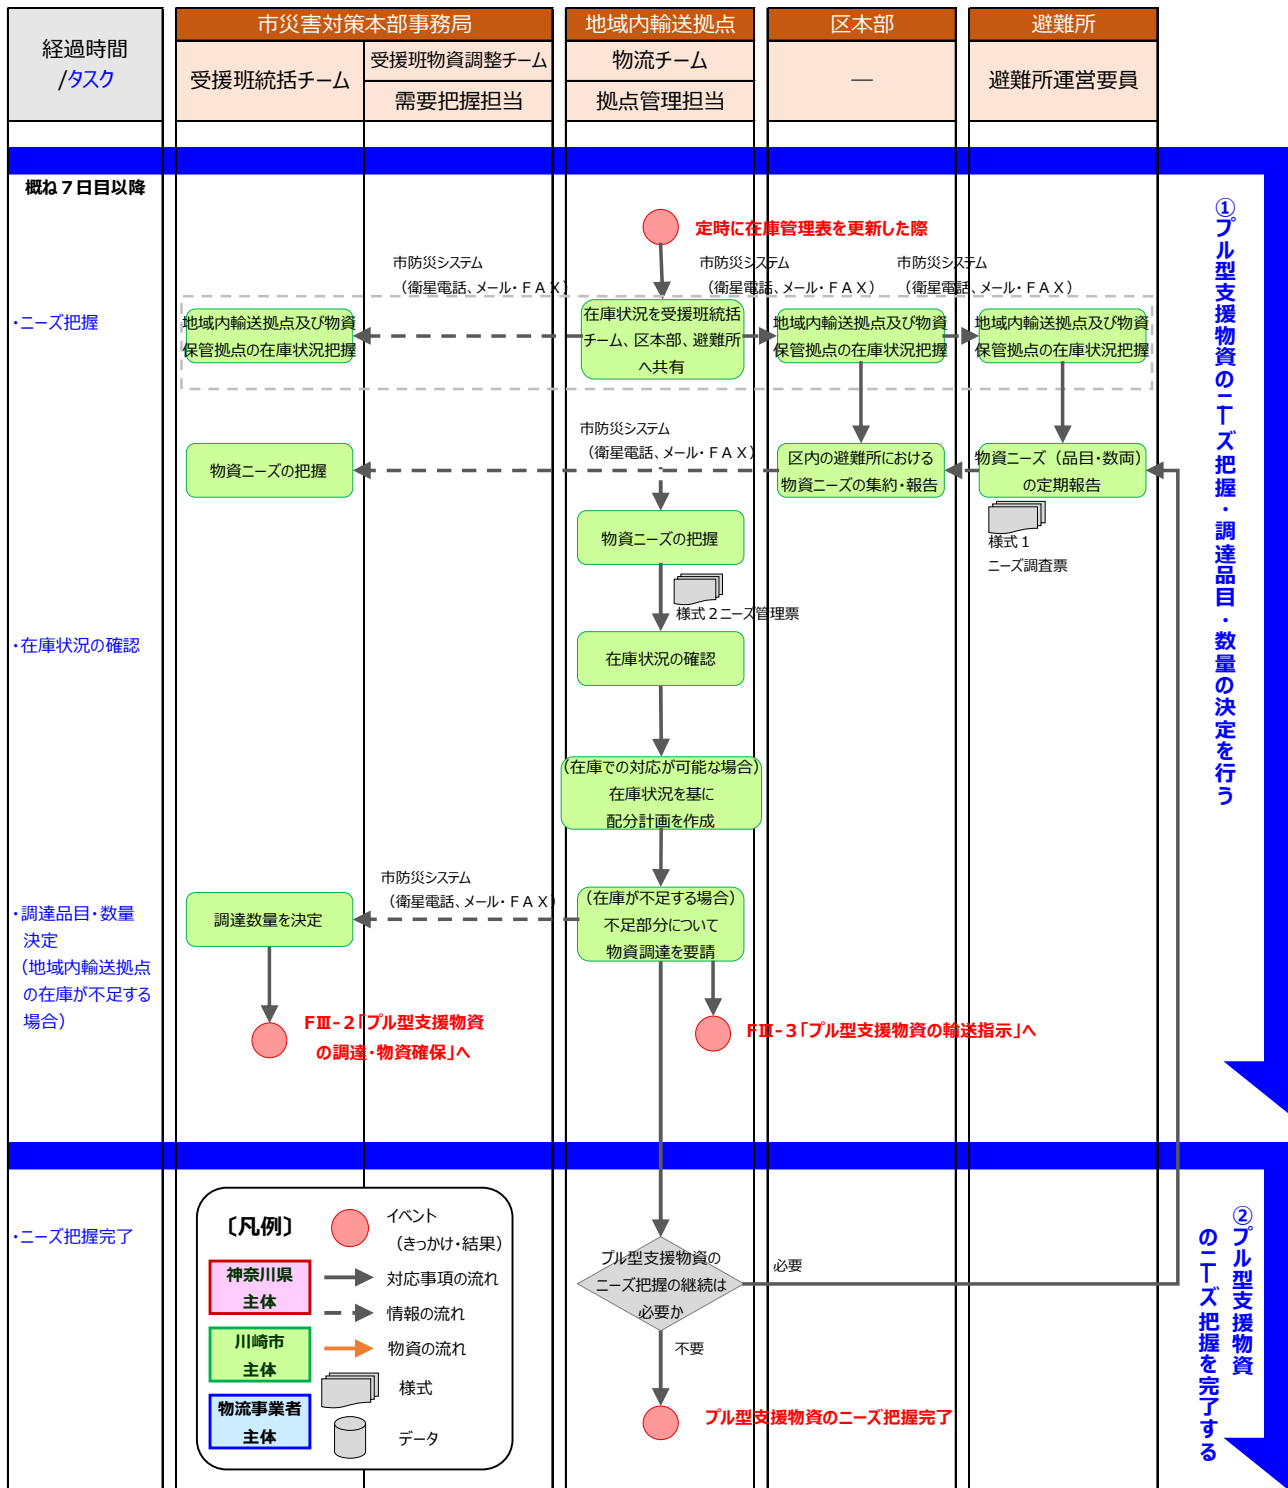 経過時間
/タスク
市災害対策本部事務局
受援班統括チーム
受援班物資調整チーム
需要把握担当
地域内輸送拠点
物流チーム
拠点管理担当
区本部
―
避難所
避難所運営要員
概ね7日目以降
定時に在庫管理表を更新した際
市防災システム
（衛星電話、メール・FAX）
市防災システム
（衛星電話、メール・FAX）
市防災システム
（衛星電話、メール・FAX）
・ニーズ把握
地域内輸送拠点及び物資
保管拠点の在庫状況把握
在庫状況を受援班統括
チーム、区本部、避難所
へ共有
地域内輸送拠点及び物資
保管拠点の在庫状況把握
地域内輸送拠点及び物資
保管拠点の在庫状況把握
市防災システム
（衛星電話、メール・FAX）
物資ニーズの把握
区内の避難所における
物資ニーズの集約・報告
物資ニーズ（品目・数両）
の定期報告
様式1
ニーズ調査票
物資ニーズの把握
様式2ニーズ管理票
・在庫状況の確認
在庫状況の確認
（在庫での対応が可能な場合）
在庫状況を基に
配分計画を作成
市防災システム
（衛星電話、メール・FAX）
・調達品目・数量
決定
（地域内輸送拠点
の在庫が不足する
場合）
調達数量を決定
（在庫が不足する場合）
不足部分について
物資調達を要請
FⅢ-2「プル型支援物資
の調達・物資確保」へ
FⅢ-3「プル型支援物資の輸送指示」へ
①プル型支援物資のニーズ把握・調達品目・数量の決定を行う
・ニーズ把握完了
〔凡例〕
イベント
（きっかけ・結果）
神奈川県
主体
対応事項の流れ
情報の流れ
川崎市
主体
物資の流れ
様式
物流事業者
主体
データ
プル型支援物資の
ニーズ把握の継続は
必要か
必要
不要
プル型支援物資のニーズ把握完了
②プル型支援物資
のニーズ把握を完了する